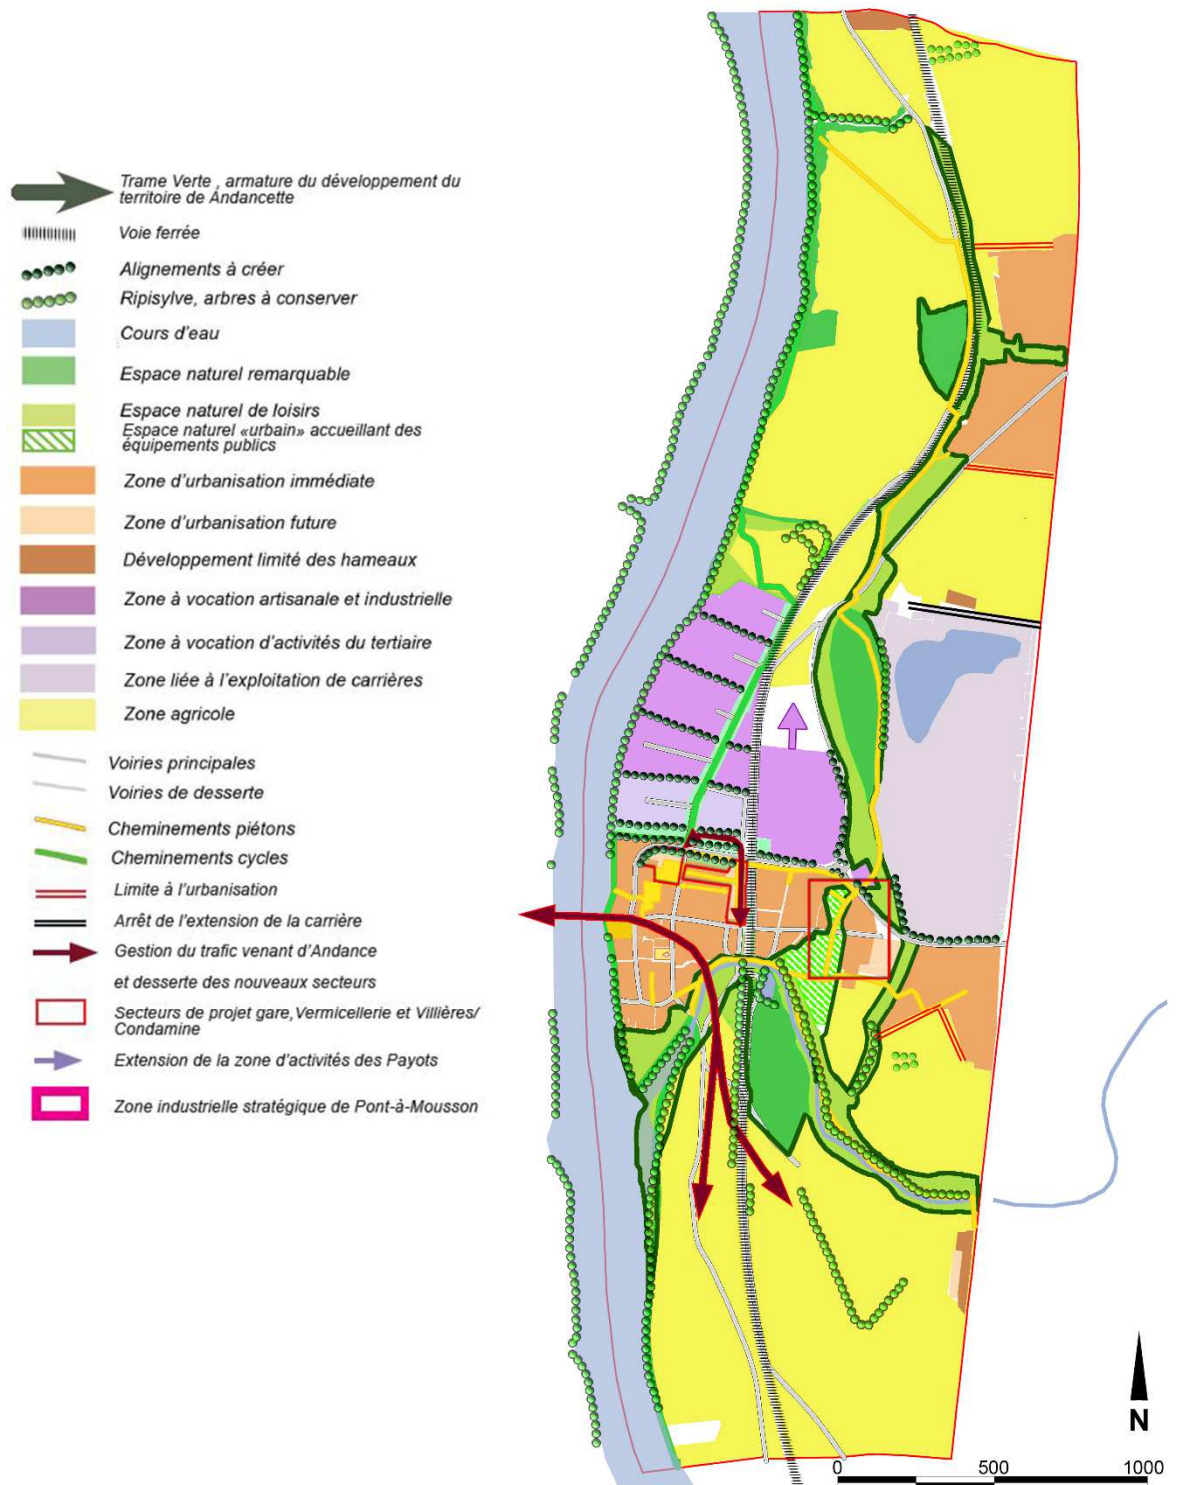 Trame Verte , armature du développement du
territoire de Andancette
Voie ferrée
Alignements à créer
Ripisylve, arbres à conserver
Cours d'eau
Espace naturel remarquable
Espace naturel de loisirs
Espace naturel «urbain» accueillant des
équipements publics
Zone d'urbanisation immédiate
Zone d'urbanisation future
Développement limité des hameaux
Zone à vocation artisanale et industrielle
Zone à vocation d'activités du tertiaire
Zone liée à l'exploitation de carrières
Zone agricole
Voiries principales
Voiries de desserte
Cheminements piétons
Cheminements cycles
Limite à l'urbanisation
Arrêt de l'extension de la carrière
Gestion du trafic venant d'Andance
et desserte des nouveaux secteurs
Secteurs de projet gare,Vermicellerie et Villières/
Condamine
Extension de la zone d'activités des Payots
Zone industrielle stratégique de Pont-à-Mousson
N
0 500 1000